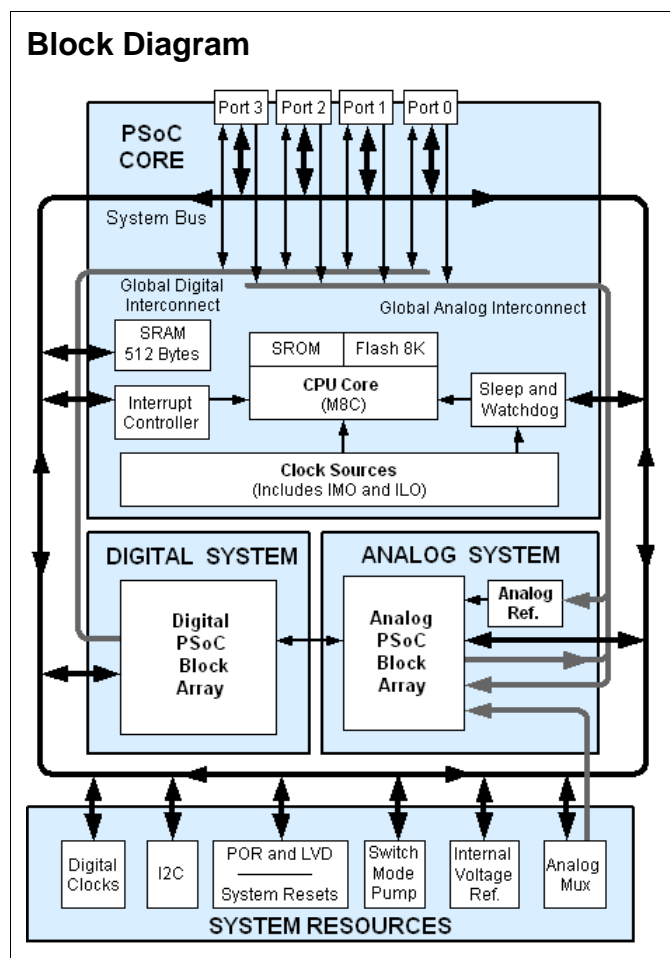 Block Diagram
Port 3
Port 2
Port 1
Port 0
PSoC
CORE
System Bus
Global Digital
Interconnect
Global Analog Interconnect
SRAM
512 Bytes
SROM
Flash 8K
CPU Core
(M8C)
Interrupt
Controller
Sleep and
Watchdog
Clock Sources
(Includes IMO and ILO)
DIGITAL SYSTEM
Digital
PSoC
Block
Array
ANALOG SYSTEM
Analog
PSoC
Block
Array
Analog
Ref.
Digital
Clocks
I2C
POR and LVD
System Resets
Switch
Mode
Pump
Internal
Voltage
Ref.
Analog
Mux
SYSTEM RESOURCES